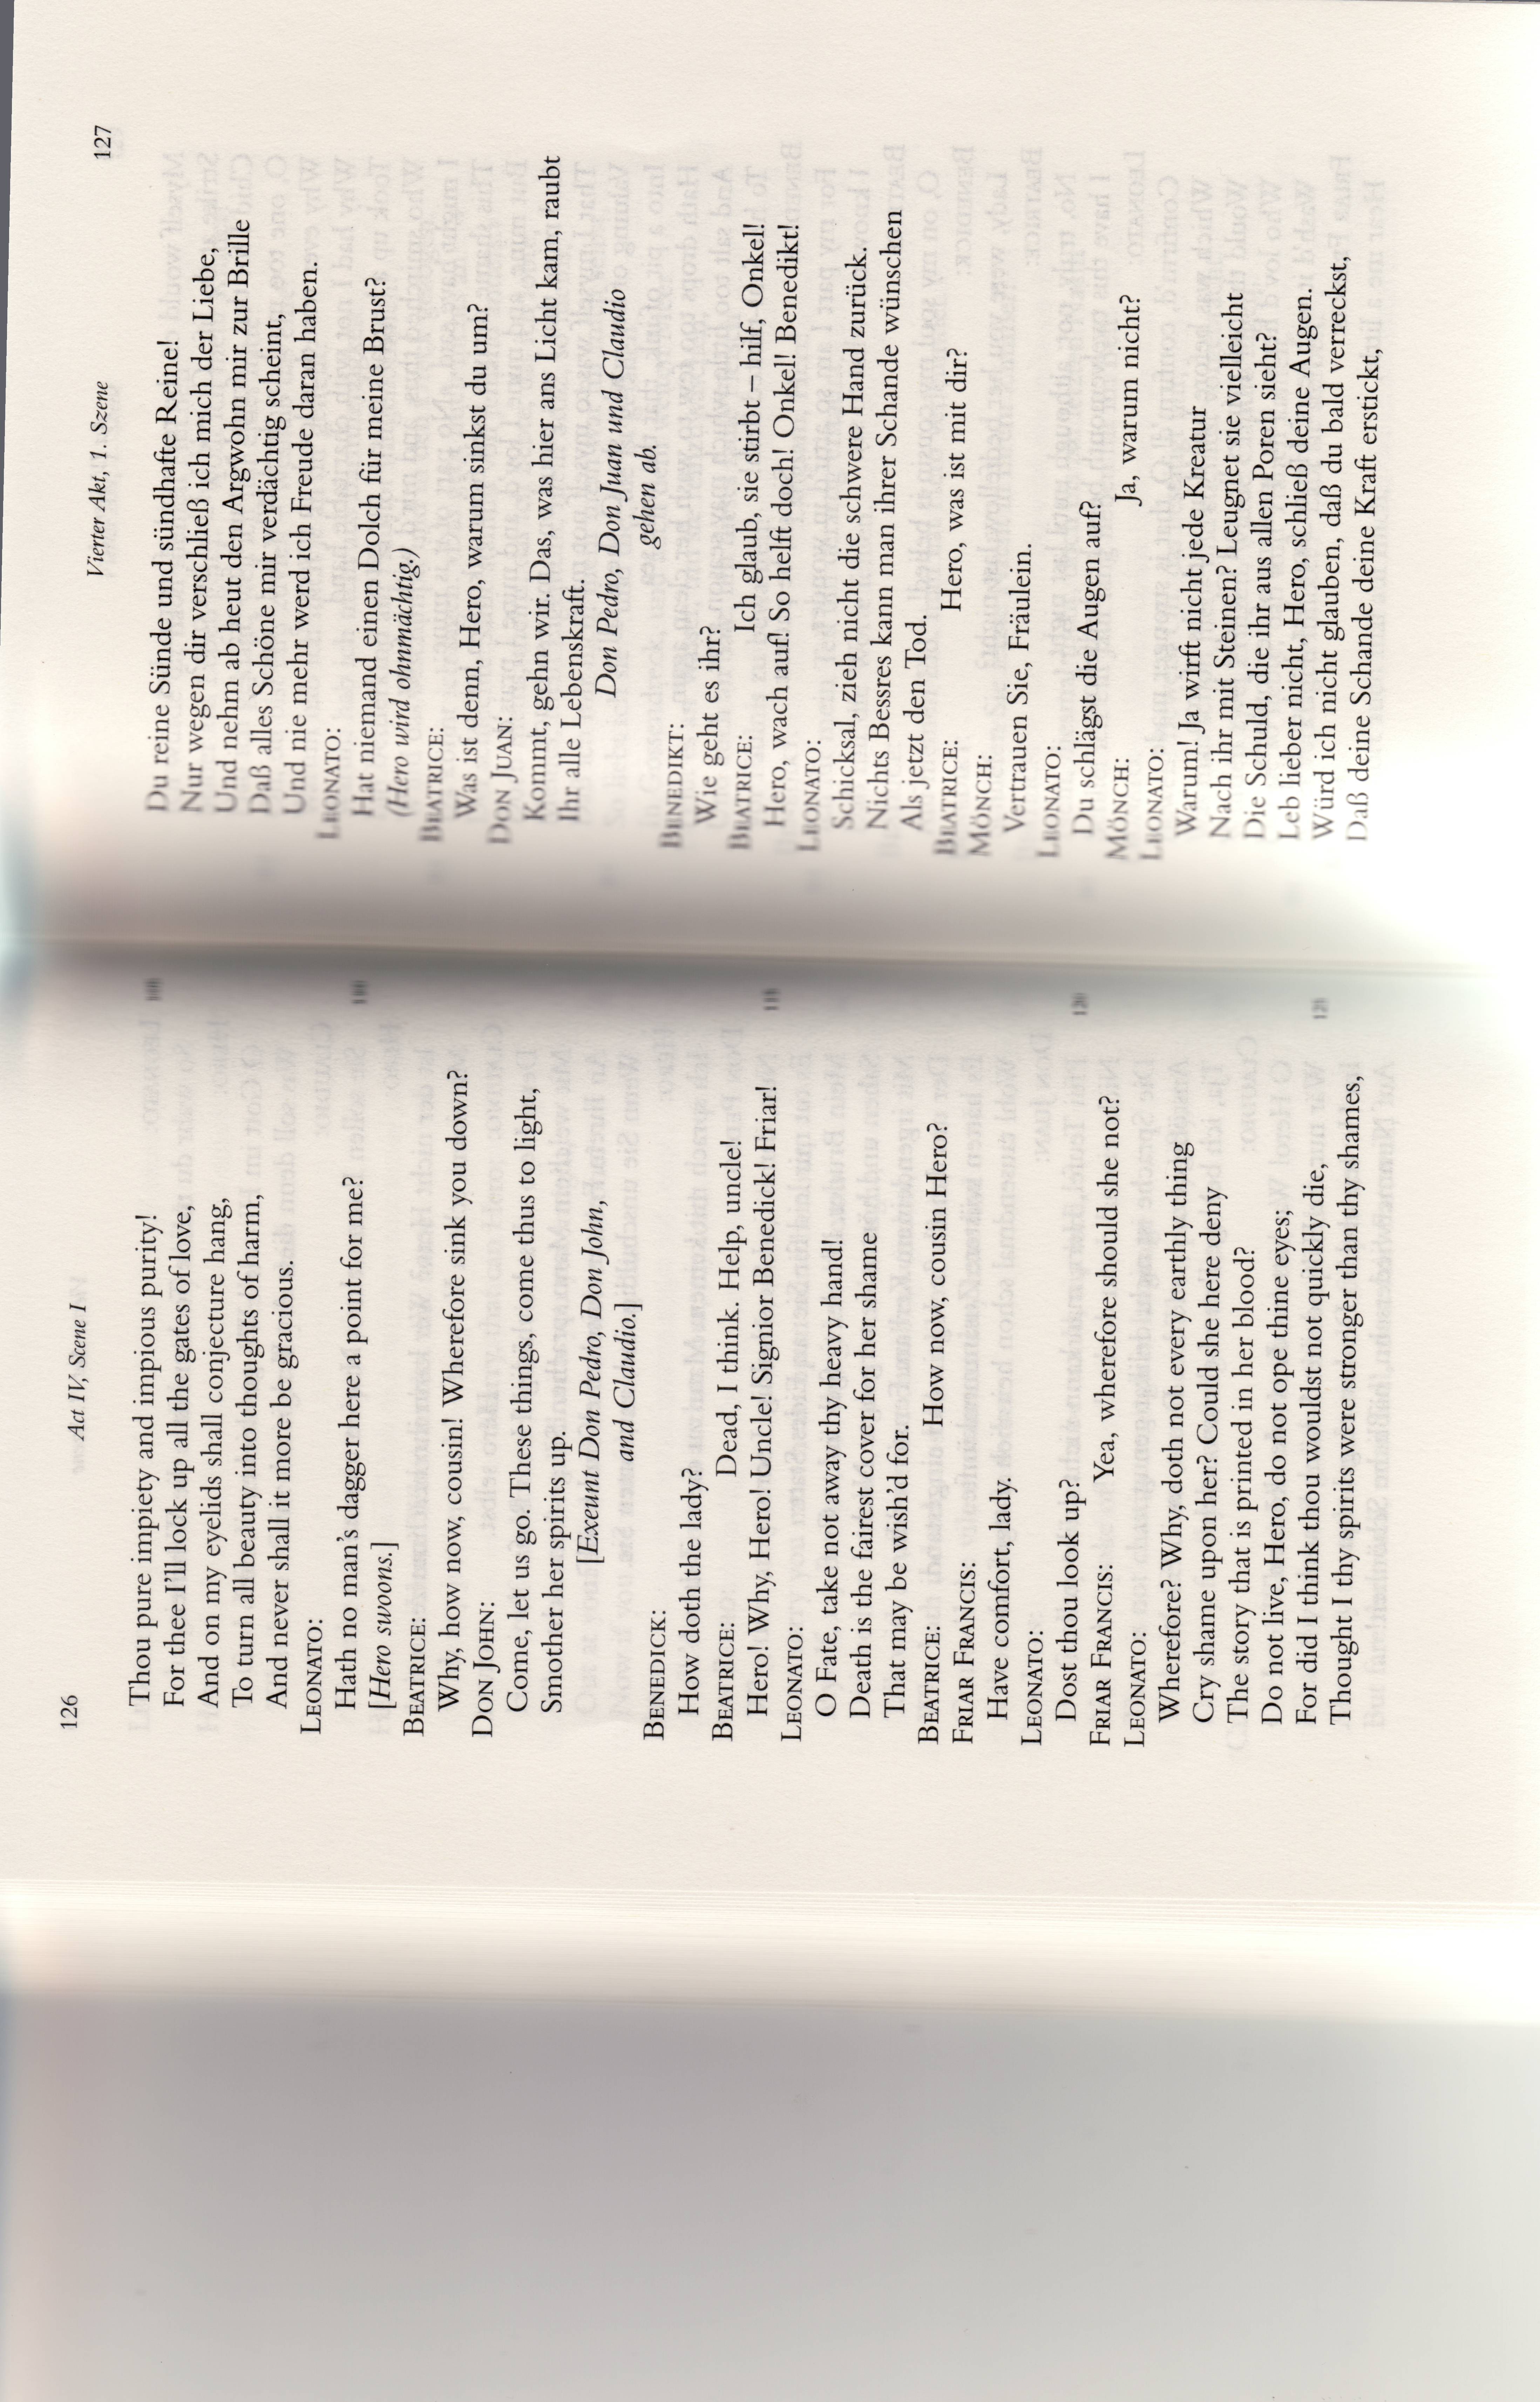 126
Act IV, Scene I
Thou pure impiety and impious purity!
For thee I'll lock up all the gates of love,
And on my eyelids shall conjecture hang,
To turn all beauty into thoughts of harm,
And never shall it more be gracious.
LEONATO:
Hath no man's dagger here a point for me?
[Hero swoons.]
BEATRICE:
Why, how now, cousin! Wherefore sink you down?
DON JOHN:
Come, let us go. These things, come thus to light,
Smother her spirits up.
[Exeunt Don Pedro, Don John,
and Claudio.]
BENEDICK:
How doth the lady?
BEATRICE:
Dead, I think. Help, uncle!
Hero! Why, Hero! Uncle! Signior Benedick! Friar!
LEONATO:
O Fate, take not away thy heavy hand!
Death is the fairest cover for her shame
That may be wish'd for.
BEATRICE:
How now, cousin Hero?
FRIAR FRANCIS:
Have comfort, lady.
LEONATO:
Dost thou look up?
FRIAR FRANCIS:
Yea, wherefore should she not?
LEONATO:
Wherefore? Why, doth not every earthly thing
Cry shame upon her? Could she here deny
The story that is printed in her blood?
Do not live, Hero, do not ope thine eyes;
For did I think thou wouldst not quickly die,
Thought I thy spirits were stronger than thy shames,
110
115
120
125
Vierter Akt, 1. Szene
127
Du reine Sünde und sündhafte Reine!
Nur wegen dir verschließ ich mich der Liebe,
Und nehm ab heut den Argwohn mir zur Brille
Daß alles Schöne mir verdächtig scheint,
Und nie mehr werd ich Freude daran haben.
LEONATO:
Hat niemand einen Dolch für meine Brust?
(Hero wird ohnmächtig.)
BEATRICE:
Was ist denn, Hero, warum sinkst du um?
DON JUAN:
Kommt, gehn wir. Das, was hier ans Licht kam, raubt
Ihr alle Lebenskraft.
Don Pedro, Don Juan und Claudio
gehen ab.
BENEDIKT:
Wie geht es ihr?
BEATRICE:
Ich glaub, sie stirbt – hilf, Onkel!
Hero, wach auf! So helft doch! Onkel! Benedikt!
LEONATO:
Schicksal, zieh nicht die schwere Hand zurück.
Nichts Bessres kann man ihrer Schande wünschen
Als jetzt den Tod.
BEATRICE:
Hero, was ist mit dir?
MÖNCH:
Vertrauen Sie, Fräulein.
LEONATO:
Du schlägst die Augen auf?
MÖNCH:
Ja, warum nicht?
LEONATO:
Warum! Ja wirft nicht jede Kreatur
Nach ihr mit Steinen? Leugnet sie vielleicht
Die Schuld, die ihr aus allen Poren sieht?
Leb lieber nicht, Hero, schließ deine Augen.
Würd ich nicht glauben, daß du bald verreckst,
Daß deine Schande deine Kraft erstickt,